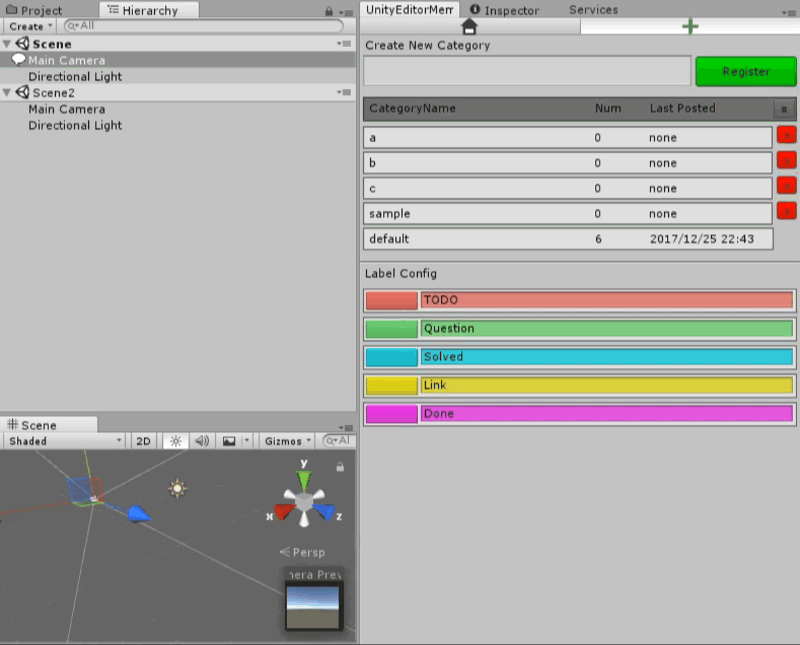 Project
Hierarchy
Create
All
Scene
Main Camera
Directional Light
Scene2
Main Camera
Directional Light
Scene
Shaded
2D
Gizmos
All
y
x
z
Persp
nera Prev
UnityEditorMem
Inspector
Services
Create New Category
Register
CategoryName Num Last Posted
a 0 none
b 0 none
c 0 none
sample 0 none
default 6 2017/12/25 22:43
Label Config
TODO
Question
Solved
Link
Done